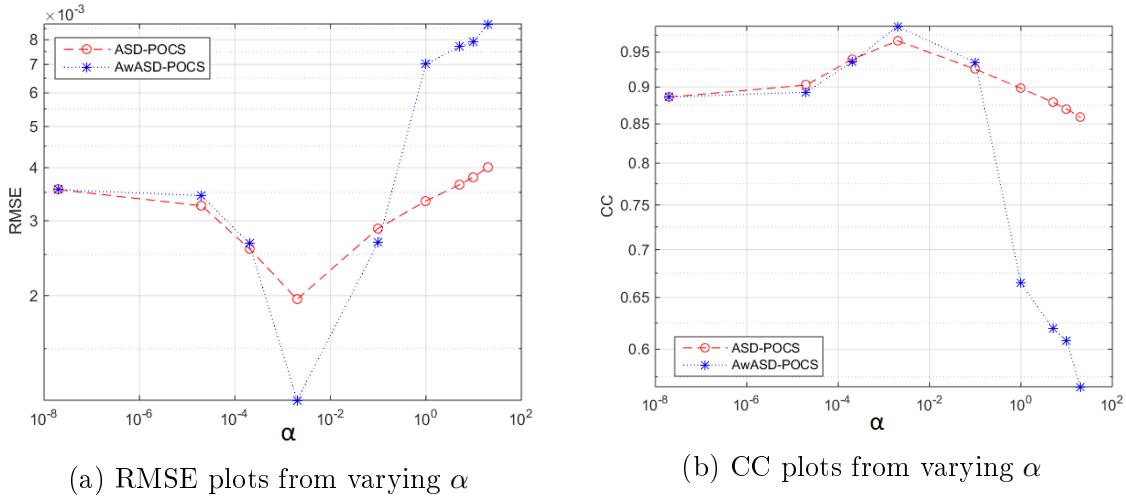 ×10⁻³
8
7
6
5
4
3
2
RMSE
ASD-POCS
AwASD-POCS
10⁻⁸ 10⁻⁶ 10⁻⁴ 10⁻² 10⁰ 10²
α
(a) RMSE plots from varying α
0.95
0.9
0.85
0.8
0.75
0.7
0.65
0.6
CC
ASD-POCS
AwASD-POCS
10⁻⁸ 10⁻⁶ 10⁻⁴ 10⁻² 10⁰ 10²
α
(b) CC plots from varying α